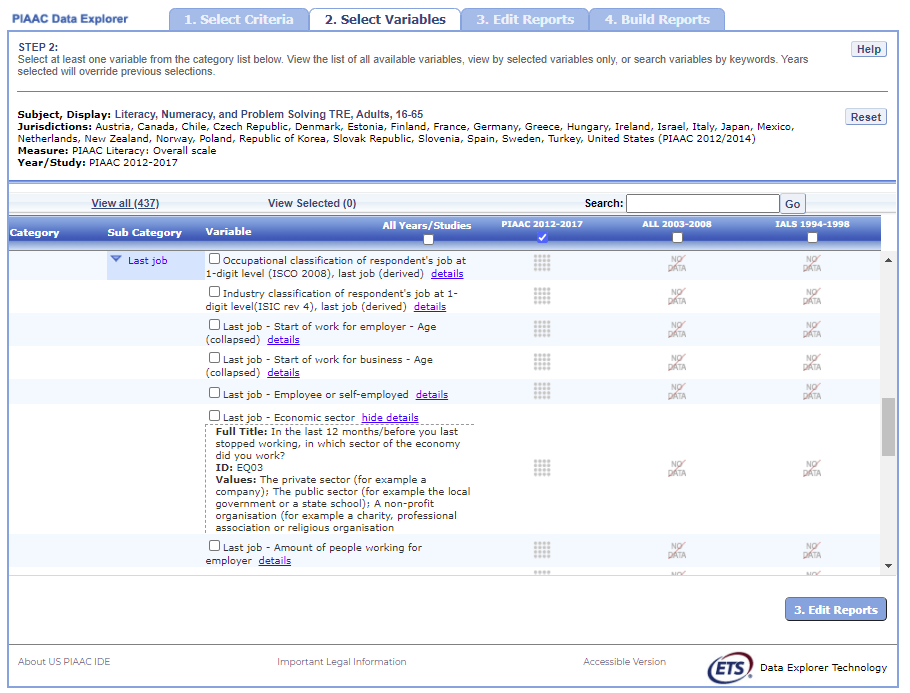 PIAAC Data Explorer
1. Select Criteria
2. Select Variables
3. Edit Reports
4. Build Reports
STEP 2:
Select at least one variable from the category list below. View the list of all available variables, view by selected variables only, or search variables by keywords. Years
selected will override previous selections.
Help
Subject, Display: Literacy, Numeracy, and Problem Solving TRE, Adults, 16-65
Jurisdictions: Austria, Canada, Chile, Czech Republic, Denmark, Estonia, Finland, France, Germany, Greece, Hungary, Ireland, Israel, Italy, Japan, Mexico,
Netherlands, New Zealand, Norway, Poland, Republic of Korea, Slovak Republic, Slovenia, Spain, Sweden, Turkey, United States (PIAAC 2012/2014)
Measure: PIAAC Literacy: Overall scale
Year/Study: PIAAC 2012-2017
Reset
View all (437)
View Selected (0)
Search:
Go
Category
Sub Category
Variable
All Years/Studies
PIAAC 2012-2017
ALL 2003-2008
IALS 1994-1998
Last job
Occupational classification of respondent's job at
1-digit level (ISCO 2008), last job (derived) details
NO DATA
NO DATA
Industry classification of respondent's job at 1-
digit level(ISIC rev 4), last job (derived) details
NO DATA
NO DATA
Last job - Start of work for employer - Age
(collapsed) details
NO DATA
NO DATA
Last job - Start of work for business - Age
(collapsed) details
NO DATA
NO DATA
Last job - Employee or self-employed details
NO DATA
NO DATA
Last job - Economic sector hide details
Full Title: In the last 12 months/before you last
stopped working, in which sector of the economy
did you work?
ID: EQ03
Values: The private sector (for example a
company); The public sector (for example the local
government or a state school); A non-profit
organisation (for example a charity, professional
association or religious organisation
NO DATA
NO DATA
Last job - Amount of people working for
employer details
NO DATA
NO DATA
3. Edit Reports
About US PIAAC IDE
Important Legal Information
Accessible Version
ETS
Data Explorer Technology